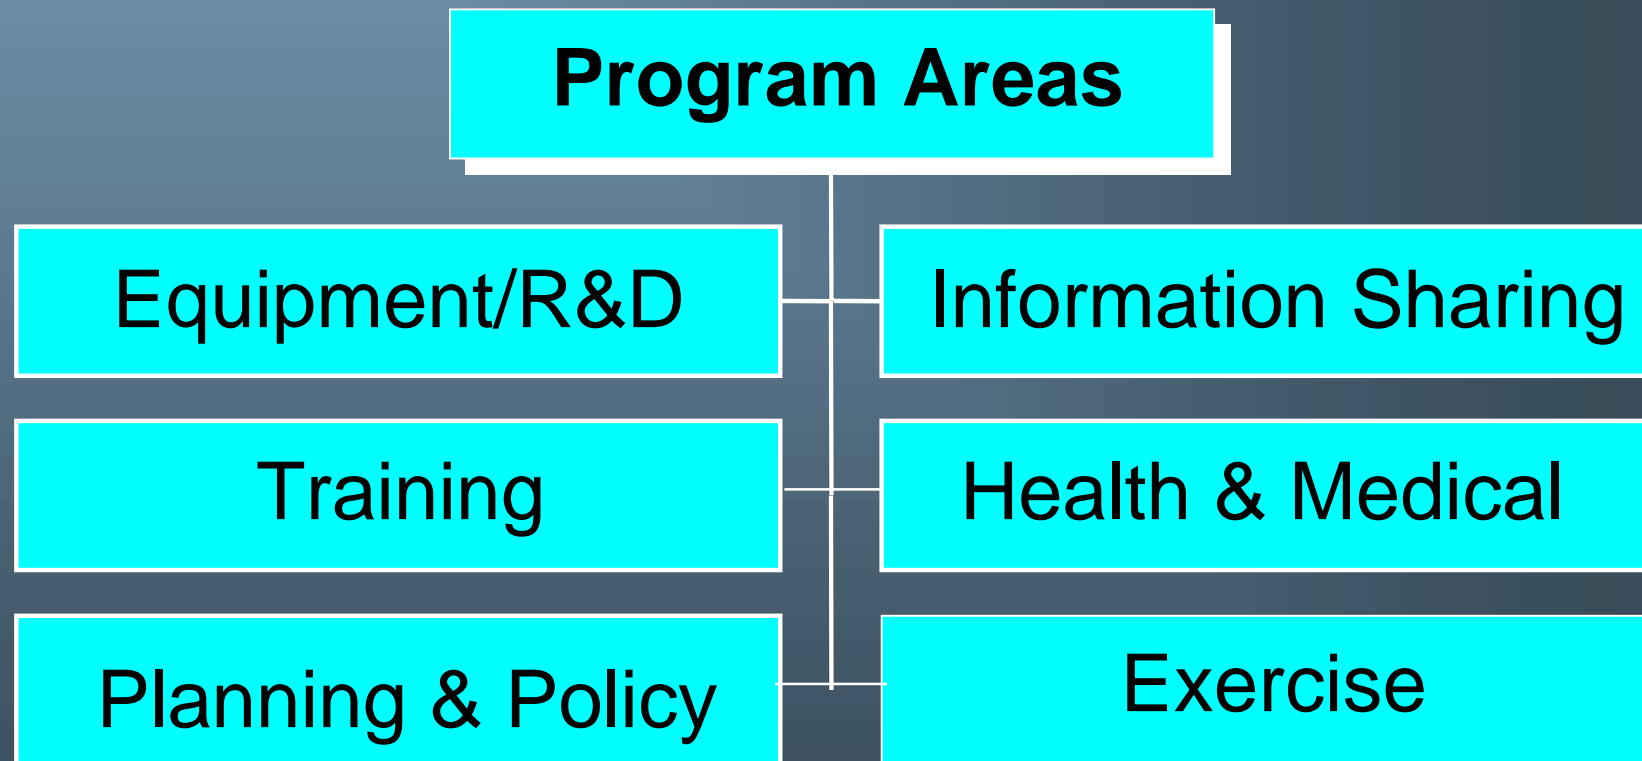 Program Areas
Equipment/R&D
Information Sharing
Training
Health & Medical
Planning & Policy
Exercise